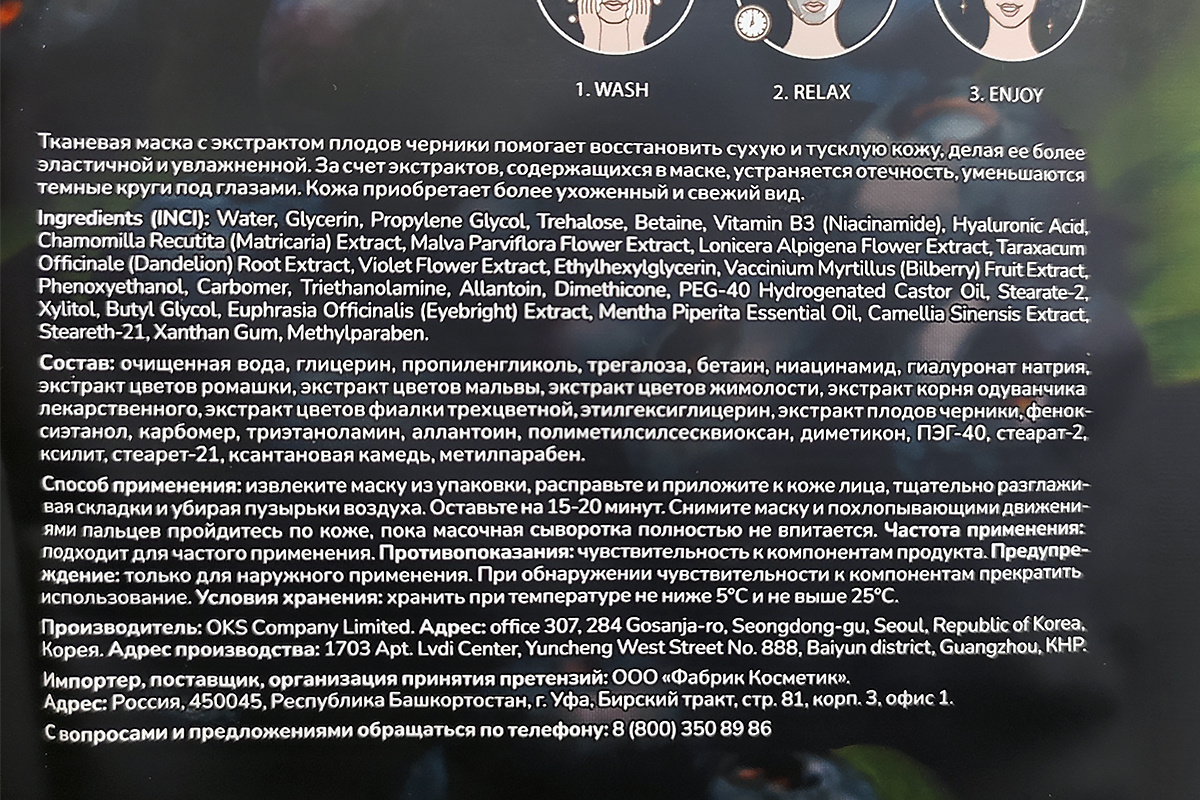 1. WASH
2. RELAX
3. ENJOY
Тканевая маска с экстрактом плодов черники помогает восстановить сухую и тусклую кожу, делая ее более
эластичной и увлажненной. За счет экстрактов, содержащихся в маске, устраняется отечность, уменьшаются
темные круги под глазами. Кожа приобретает более ухоженный и свежий вид.
Ingredients (INCI): Water, Glycerin, Propylene Glycol, Trehalose, Betaine, Vitamin B3 (Niacinamide), Hyaluronic Acid,
Chamomilla Recutita (Matricaria) Extract, Malva Parviflora Flower Extract, Lonicera Alpigena Flower Extract, Taraxacum
Officinale (Dandelion) Root Extract, Violet Flower Extract, Ethylhexylglycerin, Vaccinium Myrtillus (Bilberry) Fruit Extract,
Phenoxyethanol, Carbomer, Triethanolamine, Allantoin, Dimethicone, PEG-40 Hydrogenated Castor Oil, Stearate-2,
Xylitol, Butyl Glycol, Euphrasia Officinalis (Eyebright) Extract, Mentha Piperita Essential Oil, Camellia Sinensis Extract,
Steareth-21, Xanthan Gum, Methylparaben.
Состав: очищенная вода, глицерин, пропиленгликоль, трегалоза, бетаин, ниацинамид, гиалуронат натрия,
экстракт цветов ромашки, экстракт цветов мальвы, экстракт цветов жимолости, экстракт корня одуванчика
лекарственного, экстракт цветов фиалки трехцветной, этилгексиглицерин, экстракт плодов черники, фенок-
сиэтанол, карбомер, триэтаноламин, аллантоин, полиметилсилсесквиоксан, диметикон, ПЭГ-40, стеарат-2,
ксилит, стеарет-21, ксантановая камедь, метилпарабен.
Способ применения: извлеките маску из упаковки, расправьте и приложите к коже лица, тщательно разглажи-
вая складки и убирая пузырьки воздуха. Оставьте на 15-20 минут. Снимите маску и похлопывающими движени-
ями пальцев пройдитесь по коже, пока масочная сыворотка полностью не впитается. Частота применения:
подходит для частого применения. Противопоказания: чувствительность к компонентам продукта. Предупре-
ждение: только для наружного применения. При обнаружении чувствительности к компонентам прекратить
использование. Условия хранения: хранить при температуре не ниже 5°C и не выше 25°C.
Производитель: OKS Company Limited. Адрес: office 307, 284 Gosanja-ro, Seongdong-gu, Seoul, Republic of Korea,
Корея. Адрес производства: 1703 Apt. Lvdi Center, Yuncheng West Street No. 888, Baiyun district, Guangzhou, КНР.
Импортер, поставщик, организация принятия претензий: ООО «Фабрик Косметик».
Адрес: Россия, 450045, Республика Башкортостан, г. Уфа, Бирский тракт, стр. 81, корп. 3, офис 1.
С вопросами и предложениями обращаться по телефону: 8 (800) 350 89 86